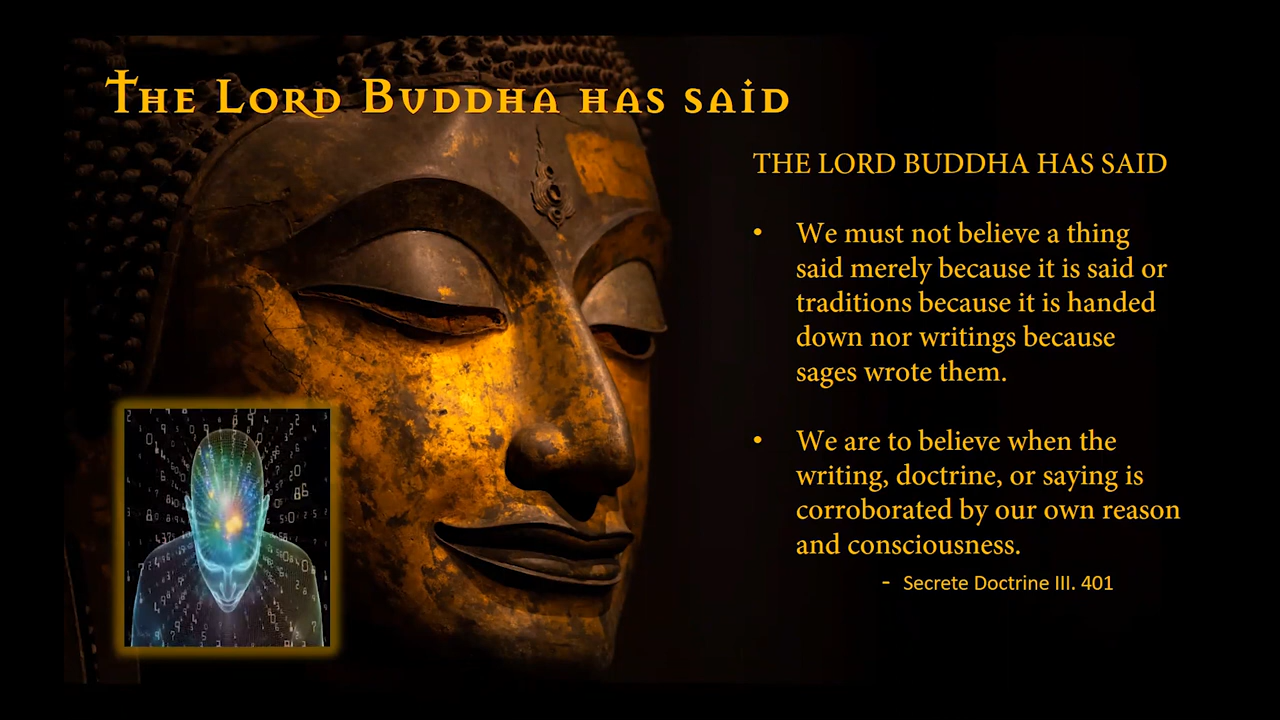 The Lord Buddha has said
THE LORD BUDDHA HAS SAID
• We must not believe a thing
said merely because it is said or
traditions because it is handed
down nor writings because
sages wrote them.
• We are to believe when the
writing, doctrine, or saying is
corroborated by our own reason
and consciousness.
- Secrete Doctrine III. 401